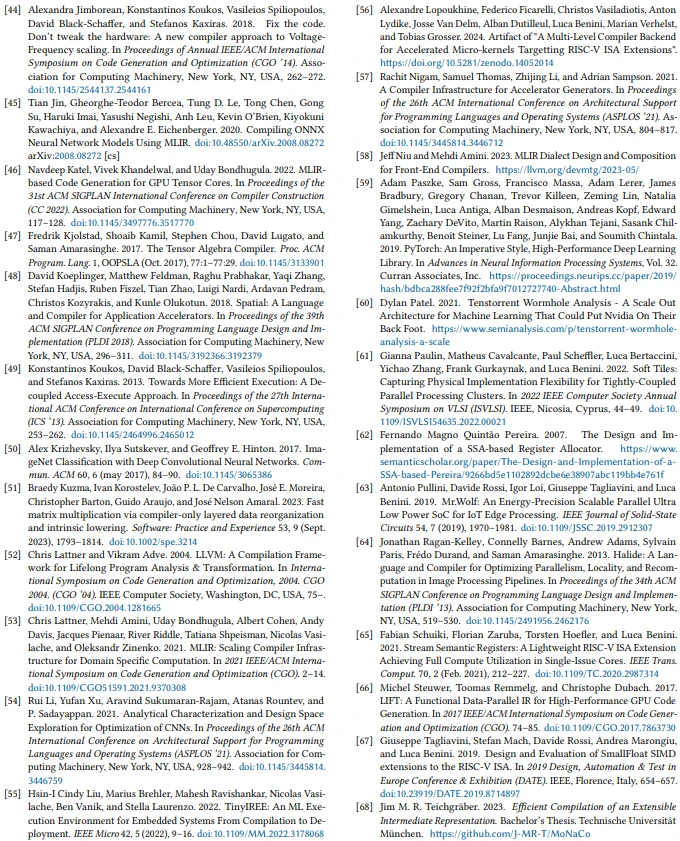 [44] Alexandra Jimborean, Konstantinos Koukos, Vasileios Spiliopoulos,
David Black-Schaffer, and Stefanos Kaxiras. 2018. Fix the code.
Don't tweak the hardware: A new compiler approach to Voltage-
Frequency scaling. In Proceedings of Annual IEEE/ACM International
Symposium on Code Generation and Optimization (CGO '14). Asso-
ciation for Computing Machinery, New York, NY, USA, 262–272.
doi:10.1145/2544137.2544161
[45] Tian Jin, Gheorghe-Teodor Bercea, Tung D. Le, Tong Chen, Gong
Su, Haruki Imai, Yasushi Negishi, Anh Leu, Kevin O'Brien, Kiyokuni
Kawachiya, and Alexandre E. Eichenberger. 2020. Compiling ONNX
Neural Network Models Using MLIR. doi:10.48550/arXiv.2008.08272
arXiv:2008.08272 [cs]
[46] Navdeep Katel, Vivek Khandelwal, and Uday Bondhugula. 2022. MLIR-
based Code Generation for GPU Tensor Cores. In Proceedings of the
31st ACM SIGPLAN International Conference on Compiler Construction
(CC 2022). Association for Computing Machinery, New York, NY, USA,
117–128. doi:10.1145/3497776.3517770
[47] Fredrik Kjolstad, Shoaib Kamil, Stephen Chou, David Lugato, and
Saman Amarasinghe. 2017. The Tensor Algebra Compiler. Proc. ACM
Program. Lang. 1, OOPSLA (Oct. 2017), 77:1–77:29. doi:10.1145/3133901
[48] David Koeplinger, Matthew Feldman, Raghu Prabhakar, Yaqi Zhang,
Stefan Hadjis, Ruben Fiszel, Tian Zhao, Luigi Nardi, Ardavan Pedram,
Christos Kozyrakis, and Kunle Olukotun. 2018. Spatial: A Language
and Compiler for Application Accelerators. In Proceedings of the 39th
ACM SIGPLAN Conference on Programming Language Design and Im-
plementation (PLDI 2018). Association for Computing Machinery, New
York, NY, USA, 296–311. doi:10.1145/3192366.3192379
[49] Konstantinos Koukos, David Black-Schaffer, Vasileios Spiliopoulos,
and Stefanos Kaxiras. 2013. Towards More Efficient Execution: A De-
coupled Access-Execute Approach. In Proceedings of the 27th Interna-
tional ACM Conference on International Conference on Supercomputing
(ICS '13). Association for Computing Machinery, New York, NY, USA,
253–262. doi:10.1145/2464996.2465012
[50] Alex Krizhevsky, Ilya Sutskever, and Geoffrey E. Hinton. 2017. Ima-
geNet Classification with Deep Convolutional Neural Networks. Com-
mun. ACM 60, 6 (may 2017), 84–90. doi:10.1145/3065386
[51] Braedy Kuzma, Ivan Korostelev, João P. L. De Carvalho, José E. Moreira,
Christopher Barton, Guido Araujo, and José Nelson Amaral. 2023. Fast
matrix multiplication via compiler-only layered data reorganization
and intrinsic lowering. Software: Practice and Experience 53, 9 (Sept.
2023), 1793–1814. doi:10.1002/spe.3214
[52] Chris Lattner and Vikram Adve. 2004. LLVM: A Compilation Frame-
work for Lifelong Program Analysis & Transformation. In Interna-
tional Symposium on Code Generation and Optimization, 2004. CGO
2004. (CGO '04). IEEE Computer Society, Washington, DC, USA, 75–.
doi:10.1109/CGO.2004.1281665
[53] Chris Lattner, Mehdi Amini, Uday Bondhugula, Albert Cohen, Andy
Davis, Jacques Pienaar, River Riddle, Tatiana Shpeisman, Nicolas Vasi-
lache, and Oleksandr Zinenko. 2021. MLIR: Scaling Compiler Infras-
tructure for Domain Specific Computation. In 2021 IEEE/ACM Interna-
tional Symposium on Code Generation and Optimization (CGO). 2–14.
doi:10.1109/CGO51591.2021.9370308
[54] Rui Li, Yufan Xu, Aravind Sukumaran-Rajam, Atanas Rountev, and
P. Sadayappan. 2021. Analytical Characterization and Design Space
Exploration for Optimization of CNNs. In Proceedings of the 26th ACM
International Conference on Architectural Support for Programming
Languages and Operating Systems (ASPLOS '21). Association for Com-
puting Machinery, New York, NY, USA, 928–942. doi:10.1145/3445814.
3446759
[55] Hsin-I Cindy Liu, Marius Brehler, Mahesh Ravishankar, Nicolas Vasi-
lache, Ben Vanik, and Stella Laurenzo. 2022. TinyIREE: An ML Exe-
cution Environment for Embedded Systems From Compilation to De-
ployment. IEEE Micro 42, 5 (2022), 9–16. doi:10.1109/MM.2022.3178068
[56] Alexandre Lopoukhine, Federico Ficarelli, Christos Vasiladiotis, Anton
Lydike, Josse Van Delm, Alban Dutilleul, Luca Benini, Marian Verhelst,
and Tobias Grosser. 2024. Artifact of "A Multi-Level Compiler Backend
for Accelerated Micro-kernels Targetting RISC-V ISA Extensions".
https://doi.org/10.5281/zenodo.14052014
[57] Rachit Nigam, Samuel Thomas, Zhijing Li, and Adrian Sampson. 2021.
A Compiler Infrastructure for Accelerator Generators. In Proceedings
of the 26th ACM International Conference on Architectural Support
for Programming Languages and Operating Systems (ASPLOS '21). As-
sociation for Computing Machinery, New York, NY, USA, 804–817.
doi:10.1145/3445814.3446712
[58] Jeff Niu and Mehdi Amini. 2023. MLIR Dialect Design and Composition
for Front-End Compilers. https://llvm.org/devmtg/2023-05/
[59] Adam Paszke, Sam Gross, Francisco Massa, Adam Lerer, James
Bradbury, Gregory Chanan, Trevor Killeen, Zeming Lin, Natalia
Gimelshein, Luca Antiga, Alban Desmaison, Andreas Kopf, Edward
Yang, Zachary DeVito, Martin Raison, Alykhan Tejani, Sasank Chil-
amkurthy, Benoit Steiner, Lu Fang, Junjie Bai, and Soumith Chintala.
2019. PyTorch: An Imperative Style, High-Performance Deep Learning
Library. In Advances in Neural Information Processing Systems, Vol. 32.
Curran Associates, Inc. https://proceedings.neurips.cc/paper/2019/
hash/bdbca288fee7f92f2bfa9f7012727740-Abstract.html
[60] Dylan Patel. 2021. Tenstorrent Wormhole Analysis - A Scale Out
Architecture for Machine Learning That Could Put Nvidia On Their
Back Foot. https://www.semianalysis.com/p/tenstorrent-wormhole-
analysis-a-scale
[61] Gianna Paulin, Matheus Cavalcante, Paul Scheffler, Luca Bertaccini,
Yichao Zhang, Frank Gurkaynak, and Luca Benini. 2022. Soft Tiles:
Capturing Physical Implementation Flexibility for Tightly-Coupled
Parallel Processing Clusters. In 2022 IEEE Computer Society Annual
Symposium on VLSI (ISVLSI). IEEE, Nicosia, Cyprus, 44–49. doi:10.
1109/ISVLSI54635.2022.00021
[62] Fernando Magno Quintão Pereira. 2007. The Design and Im-
plementation of a SSA-based Register Allocator. https://www.
semanticscholar.org/paper/The-Design-and-Implementation-of-a-
SSA-based-Pereira/9266bd5e1102892dcbe6e38907abc119bb4e761f
[63] Antonio Pullini, Davide Rossi, Igor Loi, Giuseppe Tagliavini, and Luca
Benini. 2019. Mr.Wolf: An Energy-Precision Scalable Parallel Ultra
Low Power SoC for IoT Edge Processing. IEEE Journal of Solid-State
Circuits 54, 7 (2019), 1970–1981. doi:10.1109/JSSC.2019.2912307
[64] Jonathan Ragan-Kelley, Connelly Barnes, Andrew Adams, Sylvain
Paris, Frédo Durand, and Saman Amarasinghe. 2013. Halide: A Lan-
guage and Compiler for Optimizing Parallelism, Locality, and Recom-
putation in Image Processing Pipelines. In Proceedings of the 34th ACM
SIGPLAN Conference on Programming Language Design and Implemen-
tation (PLDI '13). Association for Computing Machinery, New York,
NY, USA, 519–530. doi:10.1145/2491956.2462176
[65] Fabian Schuiki, Florian Zaruba, Torsten Hoefler, and Luca Benini.
2021. Stream Semantic Registers: A Lightweight RISC-V ISA Extension
Achieving Full Compute Utilization in Single-Issue Cores. IEEE Trans.
Comput. 70, 2 (Feb. 2021), 212–227. doi:10.1109/TC.2020.2987314
[66] Michel Steuwer, Toomas Remmelg, and Christophe Dubach. 2017.
LIFT: A Functional Data-Parallel IR for High-Performance GPU Code
Generation. In 2017 IEEE/ACM International Symposium on Code Gener-
ation and Optimization (CGO). 74–85. doi:10.1109/CGO.2017.7863730
[67] Giuseppe Tagliavini, Stefan Mach, Davide Rossi, Andrea Marongiu,
and Luca Benini. 2019. Design and Evaluation of SmallFloat SIMD
extensions to the RISC-V ISA. In 2019 Design, Automation & Test in
Europe Conference & Exhibition (DATE). IEEE, Florence, Italy, 654–657.
doi:10.23919/DATE.2019.8714897
[68] Jim M. R. Teichgräber. 2023. Efficient Compilation of an Extensible
Intermediate Representation. Bachelor's Thesis. Technische Universität
München. https://github.com/J-MR-T/MoNaCo